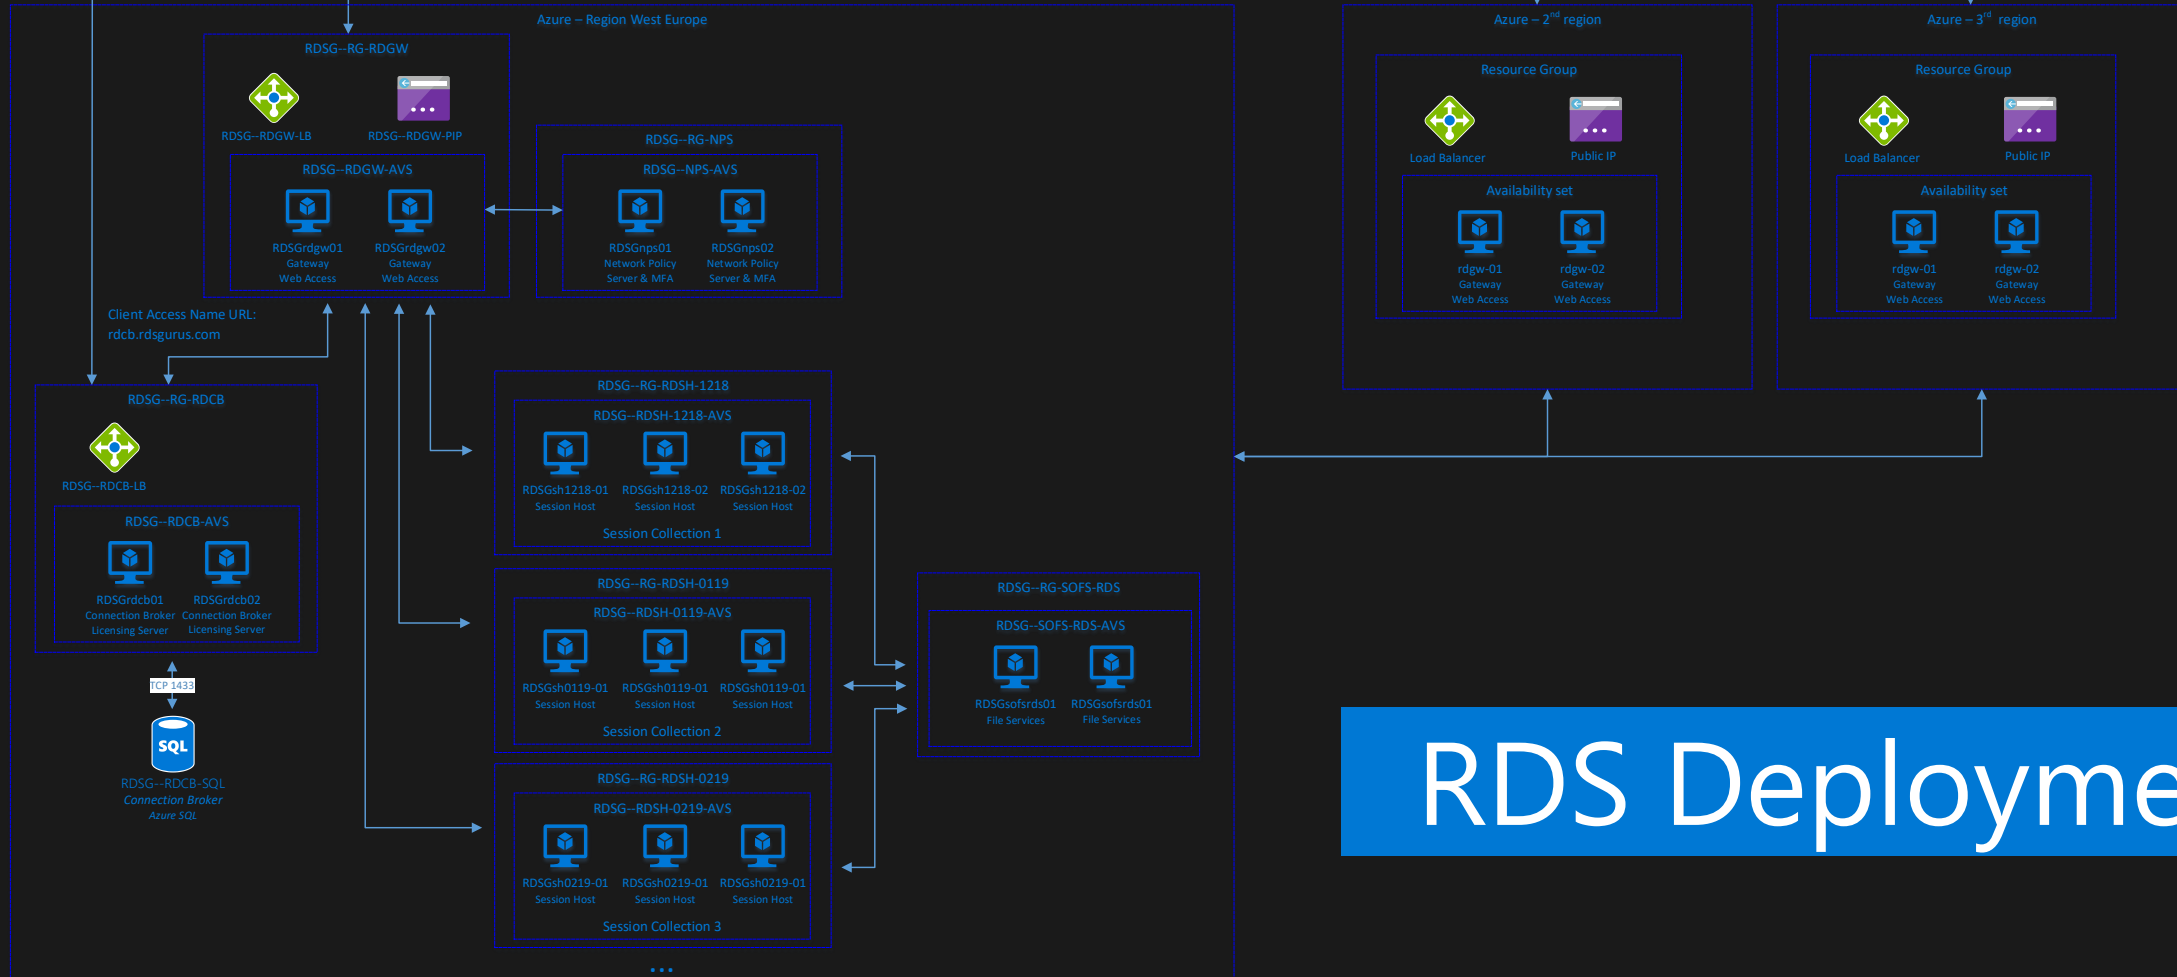 Azure – Region West Europe
RDSG--RG-RDGW
RDSG--RDGW-LB
RDSG--RDGW-PIP
RDSG--RDGW-AVS
RDSGrdgw01
Gateway
Web Access
RDSGrdgw02
Gateway
Web Access
RDSG--RG-NPS
RDSG--NPS-AVS
RDSGnps01
Network Policy
Server & MFA
RDSGnps02
Network Policy
Server & MFA
Client Access Name URL:
rdcb.rdsgurus.com
RDSG--RG-RDCB
RDSG--RDCB-LB
RDSG--RDCB-AVS
RDSGrdcb01
Connection Broker
Licensing Server
RDSGrdcb02
Connection Broker
Licensing Server
TCP 1433
SQL
RDSG--RDCB-SQL
Connection Broker
Azure SQL
RDSG--RG-RDSH-1218
RDSG--RDSH-1218-AVS
RDSGsh1218-01
Session Host
RDSGsh1218-02
Session Host
RDSGsh1218-02
Session Host
Session Collection 1
RDSG--RG-RDSH-0119
RDSG--RDSH-0119-AVS
RDSGsh0119-01
Session Host
RDSGsh0119-01
Session Host
RDSGsh0119-01
Session Host
Session Collection 2
RDSG--RG-RDSH-0219
RDSG--RDSH-0219-AVS
RDSGsh0219-01
Session Host
RDSGsh0219-01
Session Host
RDSGsh0219-01
Session Host
Session Collection 3
...
RDSG--RG-SOFS-RDS
RDSG--SOFS-RDS-AVS
RDSGsofsrds01
File Services
RDSGsofsrds01
File Services
Azure – 2nd region
Resource Group
Load Balancer
Public IP
Availability set
rdgw-01
Gateway
Web Access
rdgw-02
Gateway
Web Access
Azure – 3rd region
Resource Group
Load Balancer
Public IP
Availability set
rdgw-01
Gateway
Web Access
rdgw-02
Gateway
Web Access
RDS Deployme